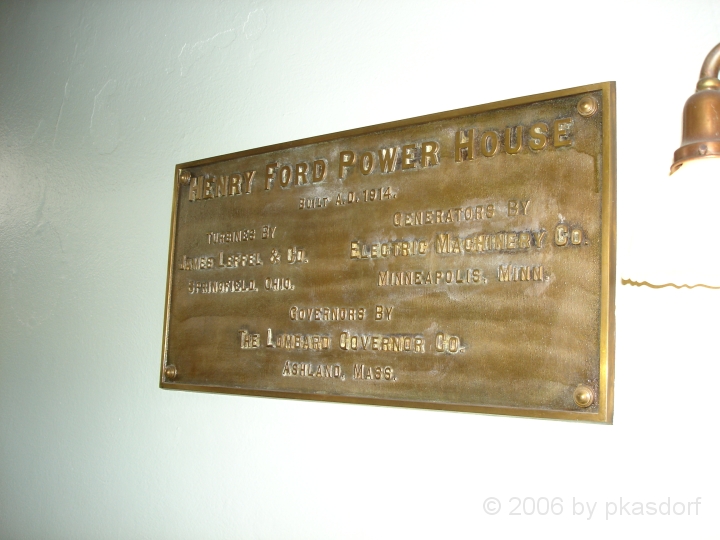 HENRY FORD POWER HOUSE
BUILT A.D. 1914.
TURBINES BY
JAMES LEFFEL & CO.
SPRINGFIELD, OHIO.
GENERATORS BY
ELECTRIC MACHINERY CO.
MINNEAPOLIS, MINN.
GOVERNORS BY
THE LOMBARD GOVERNOR CO.
ASHLAND, MASS.
© 2006 by pkasdorf